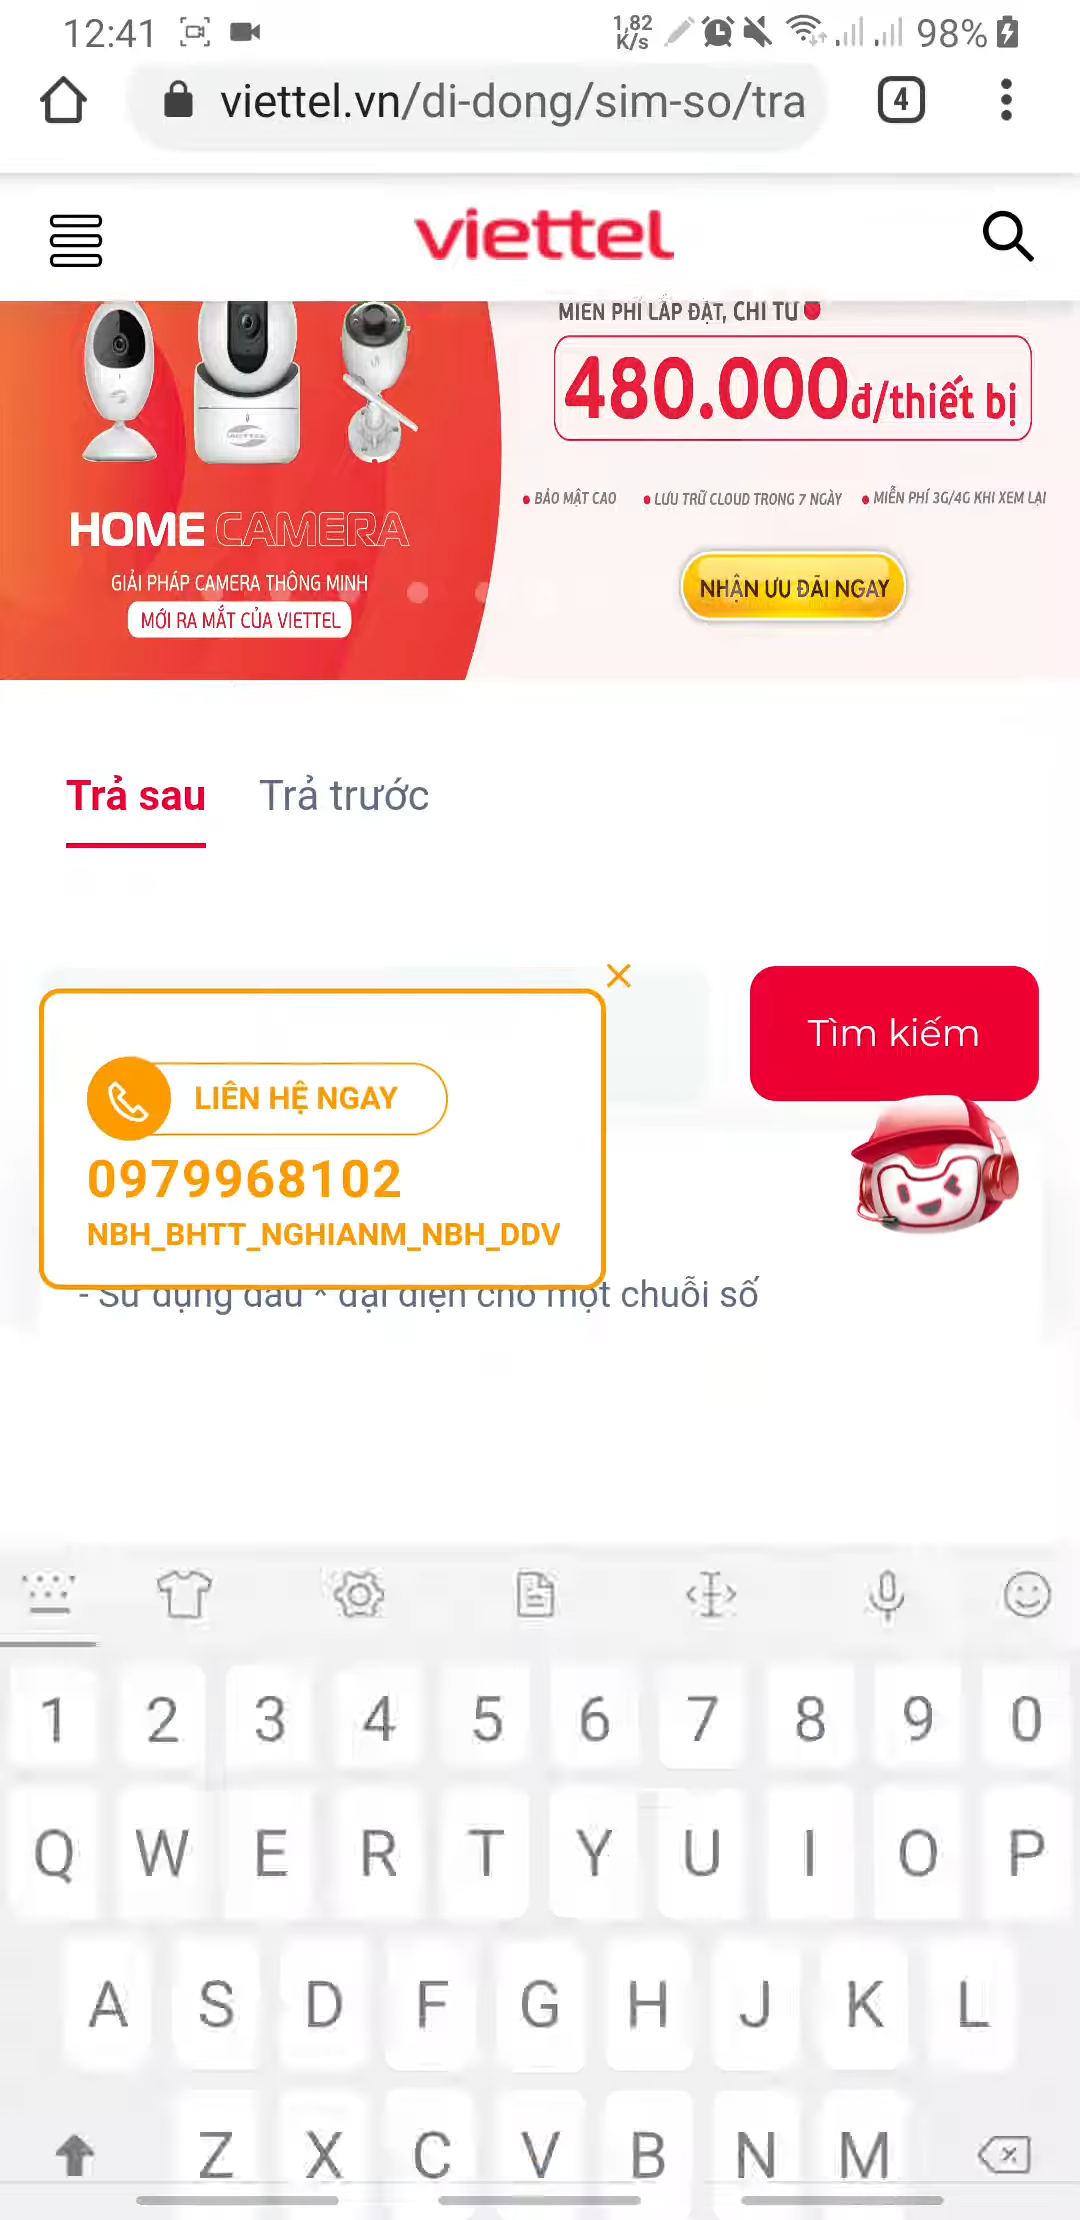 12:41
1,82 K/s
98%
viettel.vn/di-dong/sim-so/tra
4
viettel
MIỄN PHÍ LẮP ĐẶT, CHỈ TỪ
480.000đ/thiết bị
BẢO MẬT CAO
LƯU TRỮ CLOUD TRONG 7 NGÀY
MIỄN PHÍ 3G/4G KHI XEM LẠI
HOME CAMERA
GIẢI PHÁP CAMERA THÔNG MINH
MỚI RA MẮT CỦA VIETTEL
NHẬN ƯU ĐÃI NGAY
Trả sau
Trả trước
Tìm kiếm
LIÊN HỆ NGAY
0979968102
NBH_BHTT_NGHIANM_NBH_DDV
- Sử dụng dấu * đại diện cho một chuỗi số
1 2 3 4 5 6 7 8 9 0
Q W E R T Y U I O P
A S D F G H J K L
Z X C V B N M